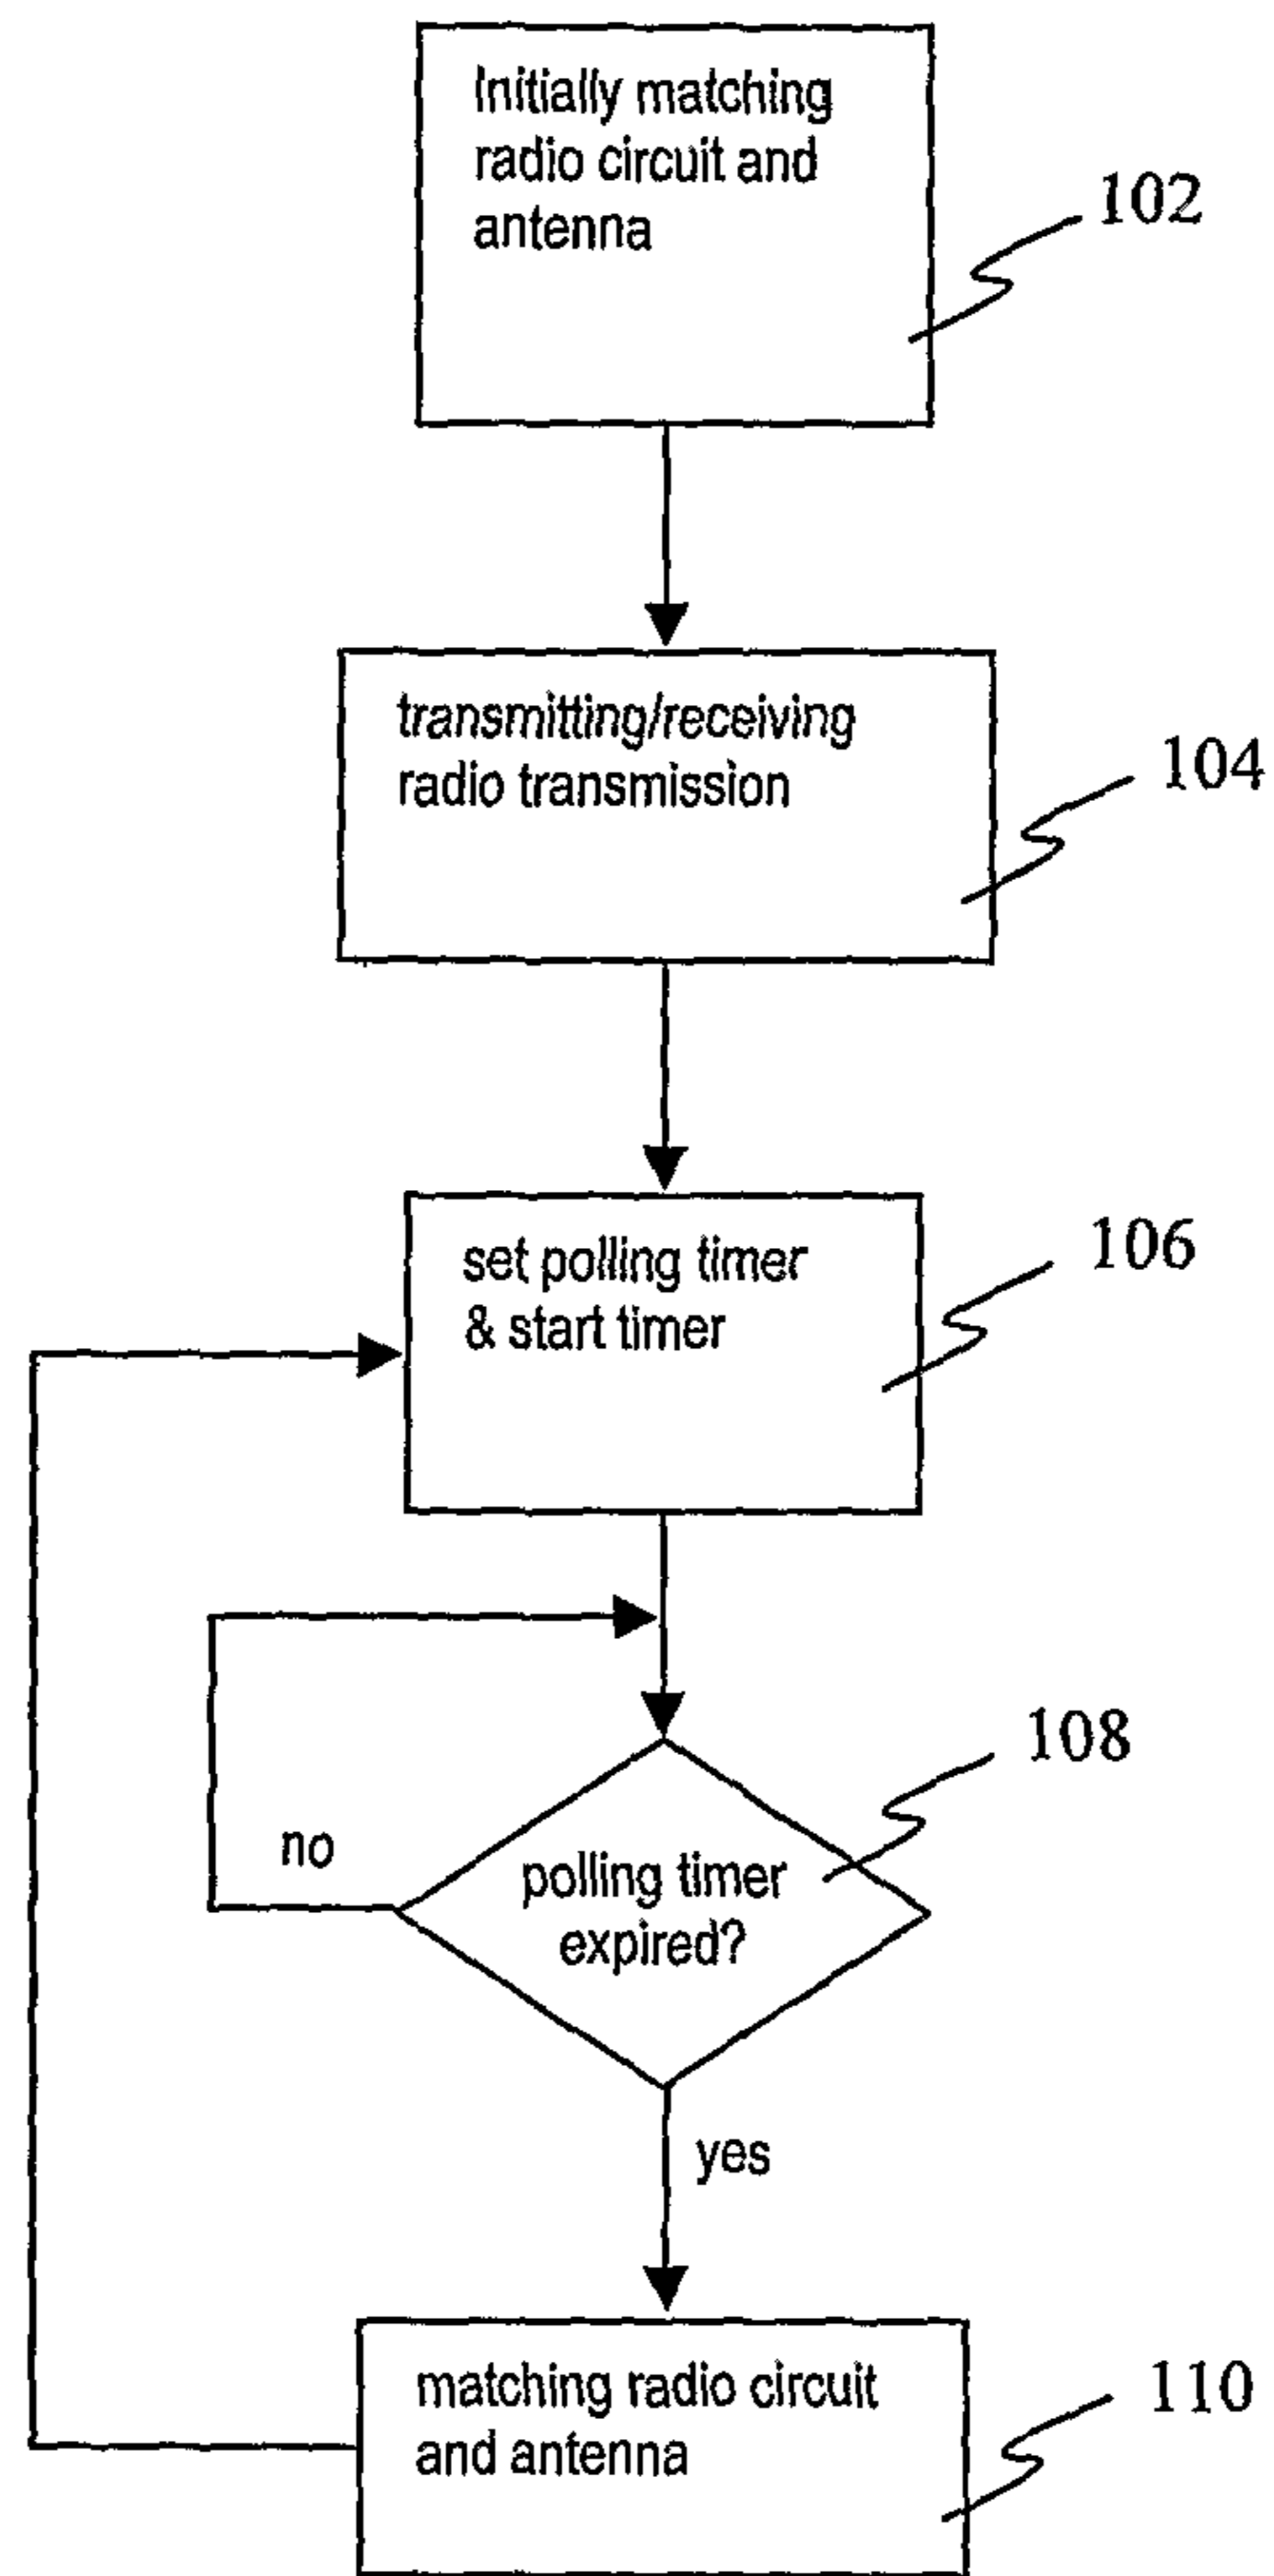 Initially matching
radio circuit and
antenna
102
transmitting/receiving
radio transmission
104
set polling timer
& start timer
106
108
no
polling timer
expired?
yes
matching radio circuit
and antenna
110